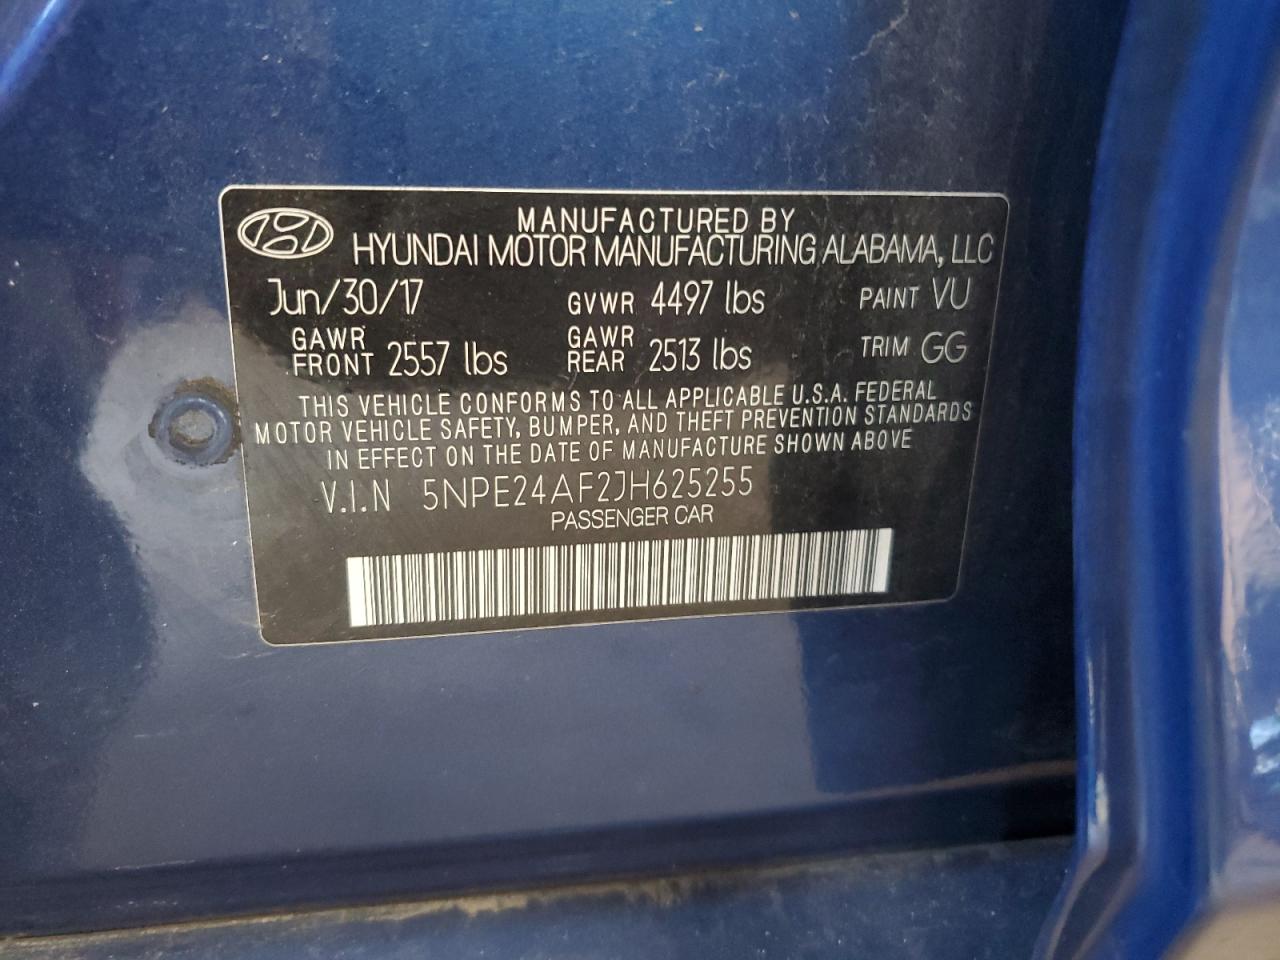 MANUFACTURED BY
HYUNDAI MOTOR MANUFACTURING ALABAMA, LLC
Jun/30/17 GVWR 4497 lbs PAINT VU
GAWR FRONT 2557 lbs GAWR REAR 2513 lbs TRIM GG
THIS VEHICLE CONFORMS TO ALL APPLICABLE U.S.A. FEDERAL
MOTOR VEHICLE SAFETY, BUMPER, AND THEFT PREVENTION STANDARDS
IN EFFECT ON THE DATE OF MANUFACTURE SHOWN ABOVE
V.I.N 5NPE24AF2JH625255
PASSENGER CAR